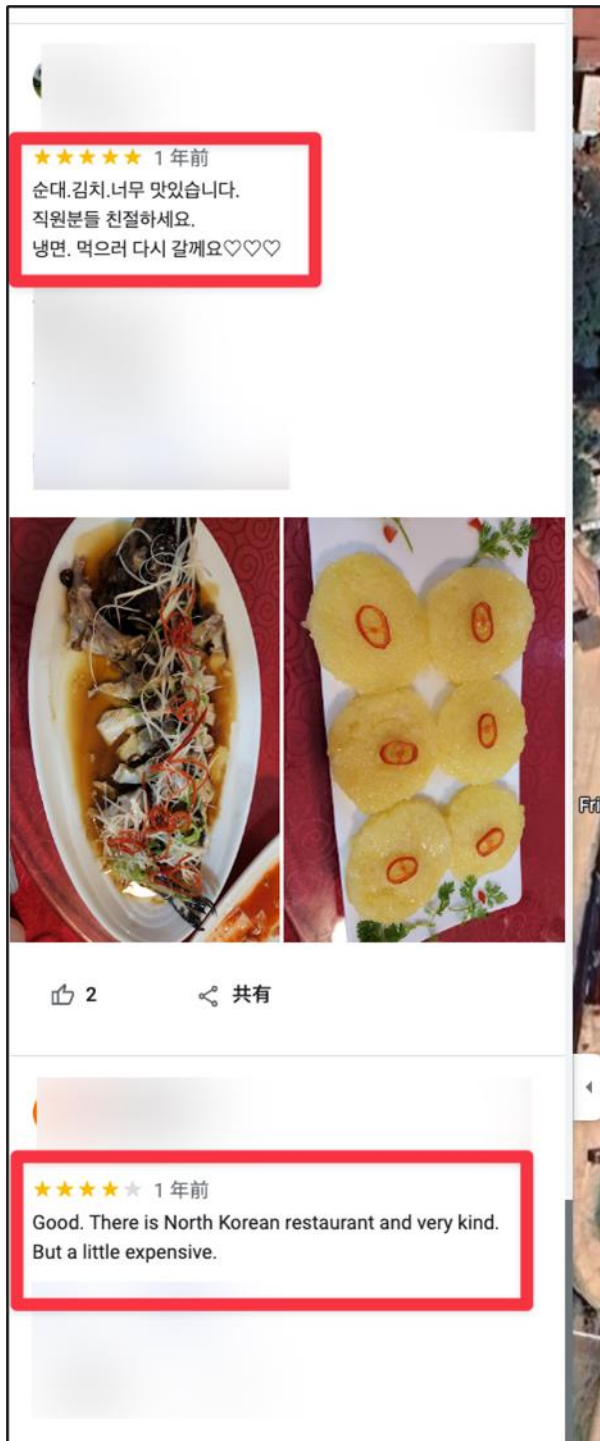 ★★★★★ 1 年前
순대.김치.너무 맛있습니다.
직원분들 친절하세요.
냉면. 먹으러 다시 갈께요♡♡♡
2
共有
★★★★★ 1 年前
Good. There is North Korean restaurant and very kind.
But a little expensive.
Fri